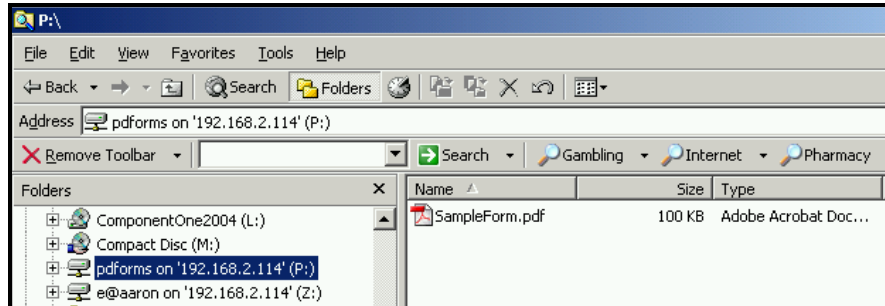 P:\
File Edit View Favorites Tools Help
Back Search Folders
Address pdforms on '192.168.2.114' (P:)
Remove Toolbar Search Gambling Internet Pharmacy
Folders x Name Size Type
ComponentOne2004 (L:) SampleForm.pdf 100 KB Adobe Acrobat Doc...
Compact Disc (M:)
pdforms on '192.168.2.114' (P:)
e@aaron on '192.168.2.114' (Z:)